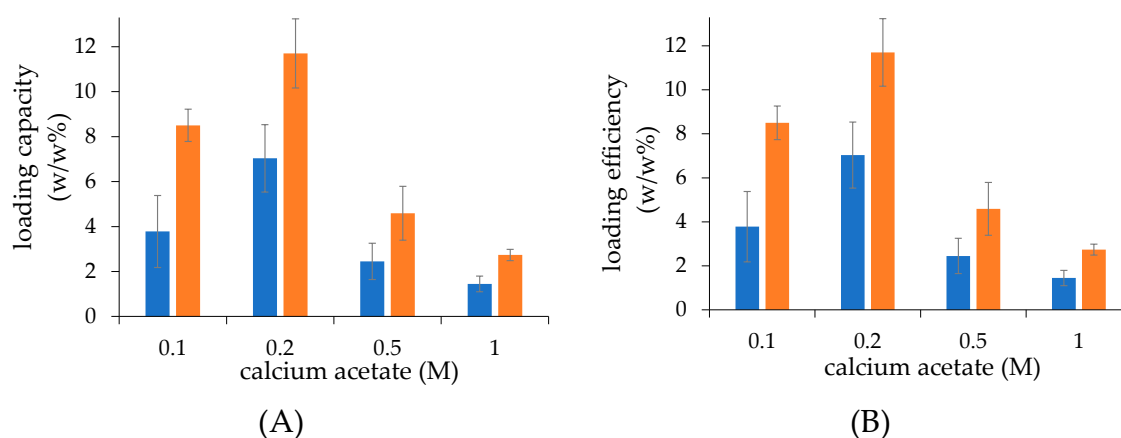 loading capacity
(w/w%)
12
10
8
6
4
2
0
0.1 0.2 0.5 1
calcium acetate (M)
(A)
loading efficiency
(w/w%)
12
10
8
6
4
2
0
0.1 0.2 0.5 1
calcium acetate (M)
(B)